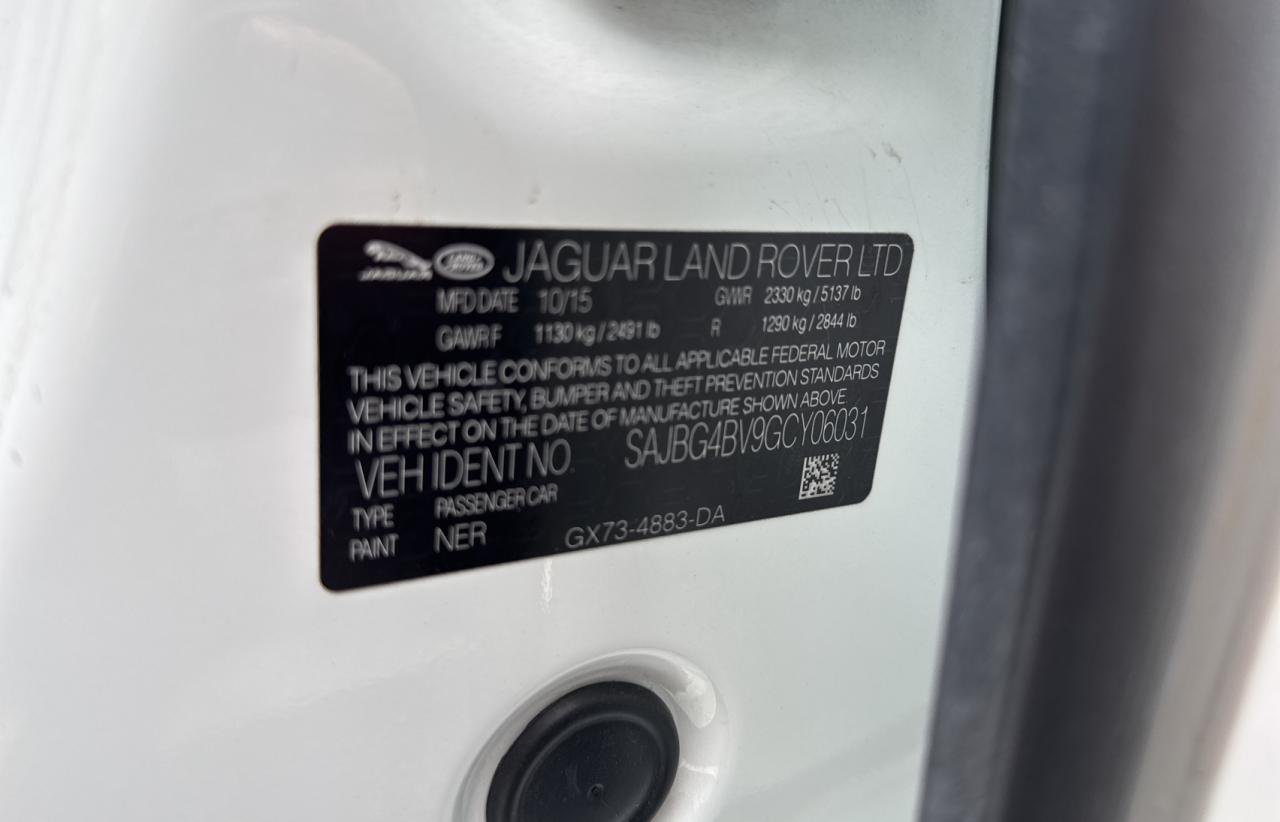 JAGUAR LAND ROVER JAGUAR LAND ROVER LTD
MFD DATE 10/15 GVWR 2330 kg / 5137 lb
GAWR F 1130 kg / 2491 lb R 1290 kg / 2844 lb
THIS VEHICLE CONFORMS TO ALL APPLICABLE FEDERAL MOTOR
VEHICLE SAFETY, BUMPER AND THEFT PREVENTION STANDARDS
IN EFFECT ON THE DATE OF MANUFACTURE SHOWN ABOVE
VEH IDENT NO. SAJBG4BV9GCY06031
TYPE PASSENGER CAR
PAINT NER GX73-4883-DA